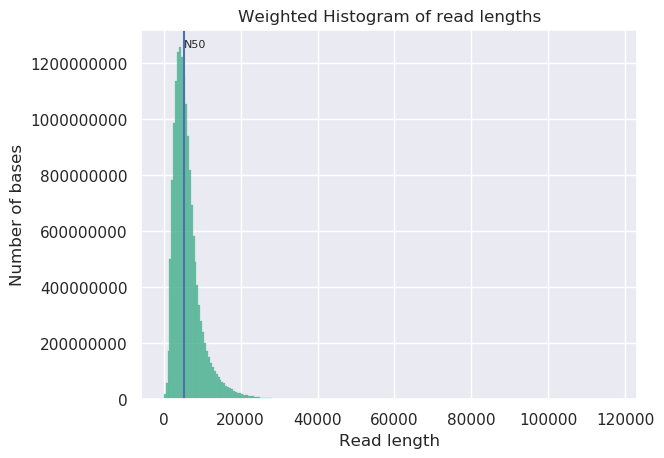 Weighted Histogram of read lengths
N50
1200000000
1000000000
800000000
600000000
400000000
200000000
0
0 20000 40000 60000 80000 100000 120000
Number of bases
Read length